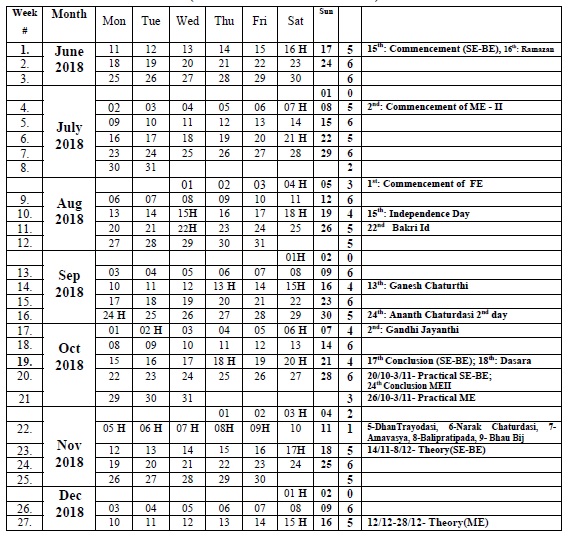 Week # Month Mon Tue Wed Thu Fri Sat Sun
1. June 2018 11 12 13 14 15 16 H 17 5 15th: Commencement (SE-BE), 16th: Ramazan
2. 18 19 20 21 22 23 24 6
3. 25 26 27 28 29 30 6
July 2018 01 0
4. 02 03 04 05 06 07 H 08 5 2nd: Commencement of ME - II
5. 09 10 11 12 13 14 15 6
6. 16 17 18 19 20 21 H 22 5
7. 23 24 25 26 27 28 29 6
8. 30 31 2
Aug 2018 01 02 03 04 H 05 3 1st: Commencement of FE
9. 06 07 08 09 10 11 12 6
10. 13 14 15H 16 17 18 H 19 4 15th: Independence Day
11. 20 21 22H 23 24 25 26 5 22nd Bakri Id
12. 27 28 29 30 31 5
Sep 2018 01H 02 0
13. 03 04 05 06 07 08 09 6
14. 10 11 12 13 H 14 15H 16 4 13th: Ganesh Chaturthi
15. 17 18 19 20 21 22 23 6
16. 24 H 25 26 27 28 29 30 5 24th: Ananth Chaturdasi 2nd day
17. Oct 2018 01 02 H 03 04 05 06 H 07 4 2nd: Gandhi Jayanthi
18. 08 09 10 11 12 13 14 6
19. 15 16 17 18 H 19 20 H 21 4 17th Conclusion (SE-BE); 18th: Dasara
20. 22 23 24 25 26 27 28 6 20/10-3/11- Practical SE-BE;
24th Conclusion MEII
21 29 30 31 3 26/10-3/11- Practical ME
Nov 2018 01 02 03 H 04 2
22. 05 H 06 H 07 H 08H 09H 10 11 1 5-DhanTrayodasi, 6-Narak Chaturdasi, 7-
Amavasya, 8-Balipratipada, 9- Bhau Bij
23. 12 13 14 15 16 17H 18 5 14/11-8/12- Theory(SE-BE)
24. 19 20 21 22 23 24 25 6
25. 26 27 28 29 30 5
Dec 2018 01 H 02 0
26. 03 04 05 06 07 08 09 6
27. 10 11 12 13 14 15 H 16 5 12/12-28/12- Theory(ME)